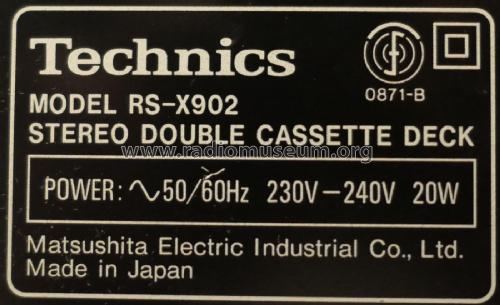 Technics
0871-B
MODEL RS-X902
STEREO DOUBLE CASSETTE DECK
www.radiomuseum.org
POWER: ∿50/60Hz 230V-240V 20W
Matsushita Electric Industrial Co., Ltd.
Made in Japan